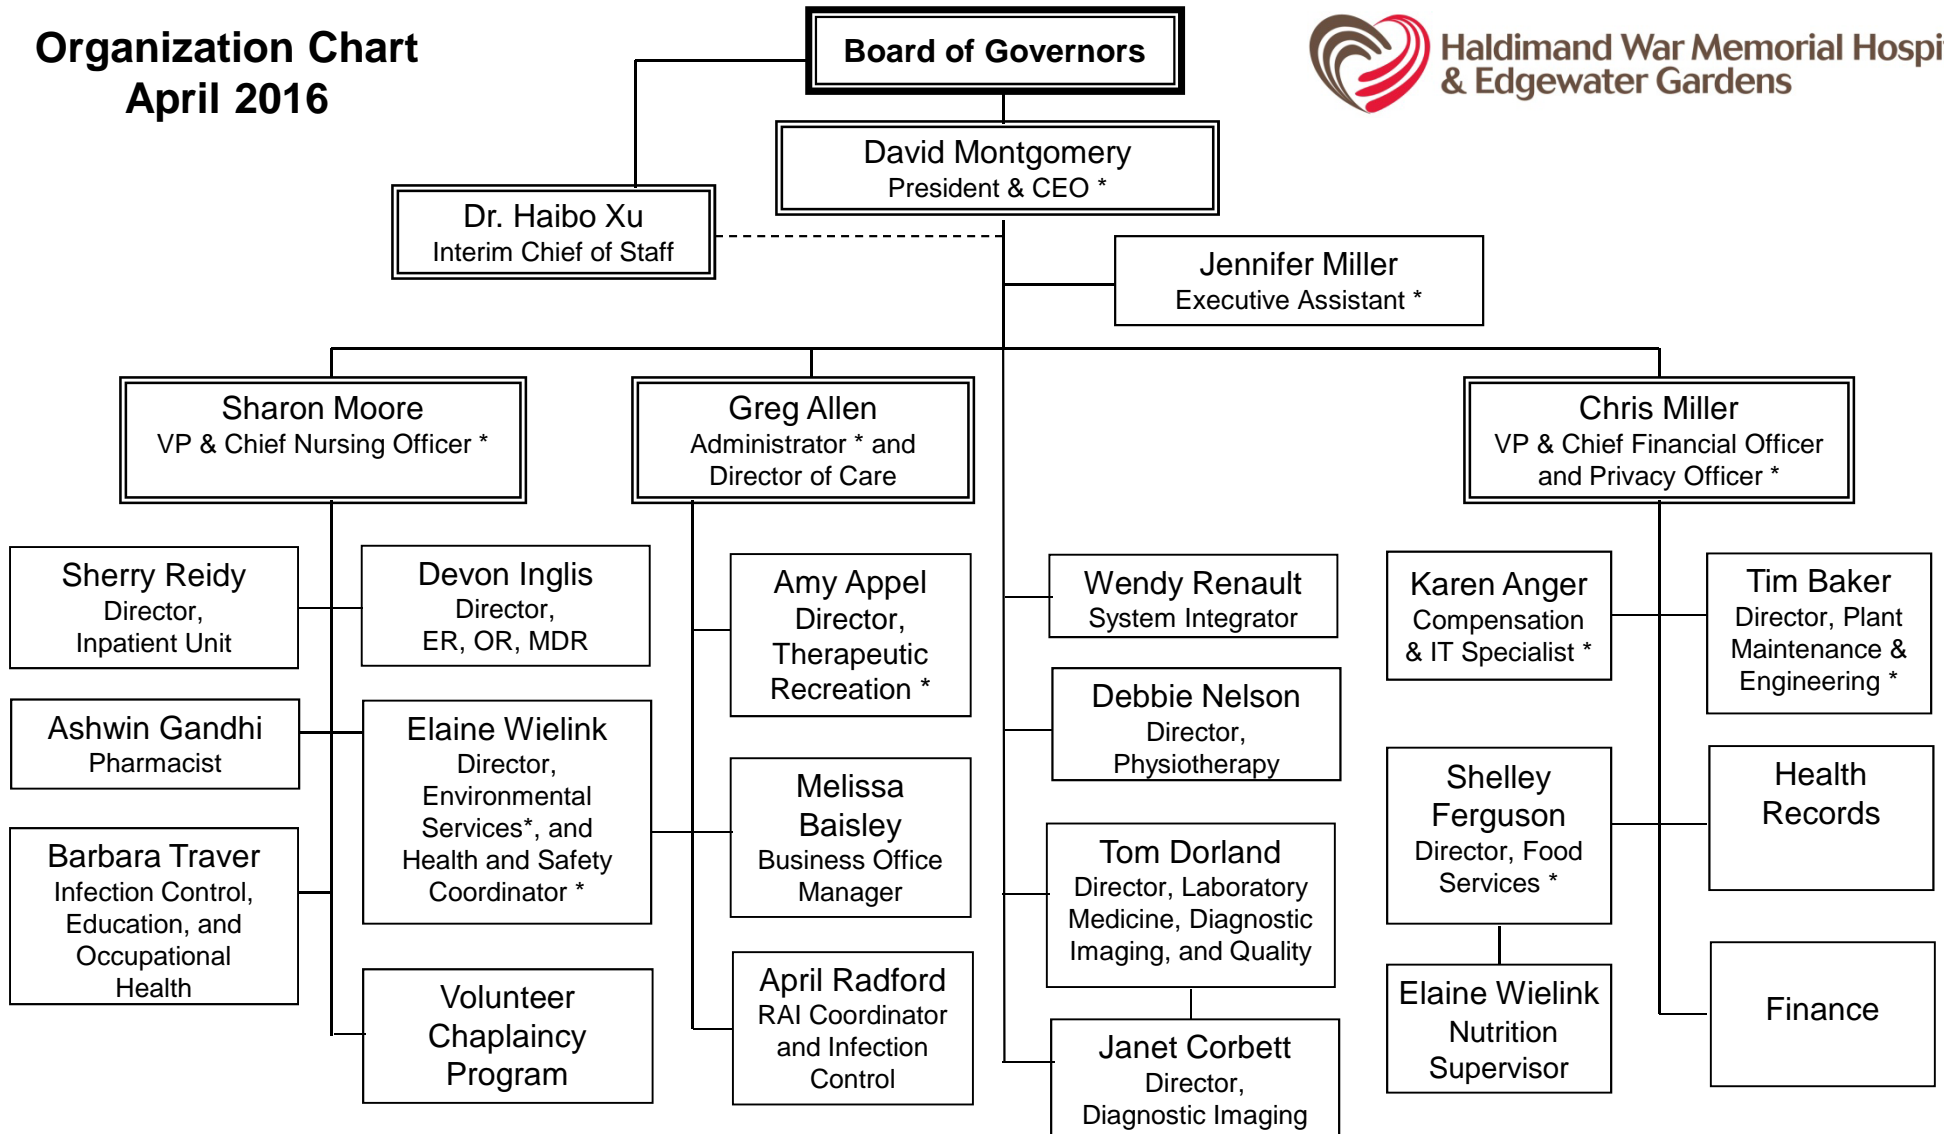 Organization Chart
April 2016
Board of Governors
Haldimand War Memorial Hospi
& Edgewater Gardens
David Montgomery
President & CEO *
Dr. Haibo Xu
Interim Chief of Staff
Jennifer Miller
Executive Assistant *
Sharon Moore
VP & Chief Nursing Officer *
Greg Allen
Administrator * and
Director of Care
Chris Miller
VP & Chief Financial Officer
and Privacy Officer *
Sherry Reidy
Director,
Inpatient Unit
Devon Inglis
Director,
ER, OR, MDR
Ashwin Gandhi
Pharmacist
Elaine Wielink
Director,
Environmental
Services*, and
Health and Safety
Coordinator *
Barbara Traver
Infection Control,
Education, and
Occupational
Health
Volunteer
Chaplaincy
Program
Amy Appel
Director,
Therapeutic
Recreation *
Melissa
Baisley
Business Office
Manager
April Radford
RAI Coordinator
and Infection
Control
Wendy Renault
System Integrator
Debbie Nelson
Director,
Physiotherapy
Tom Dorland
Director, Laboratory
Medicine, Diagnostic
Imaging, and Quality
Janet Corbett
Director,
Diagnostic Imaging
Karen Anger
Compensation
& IT Specialist *
Tim Baker
Director, Plant
Maintenance &
Engineering *
Shelley
Ferguson
Director, Food
Services *
Health
Records
Elaine Wielink
Nutrition
Supervisor
Finance